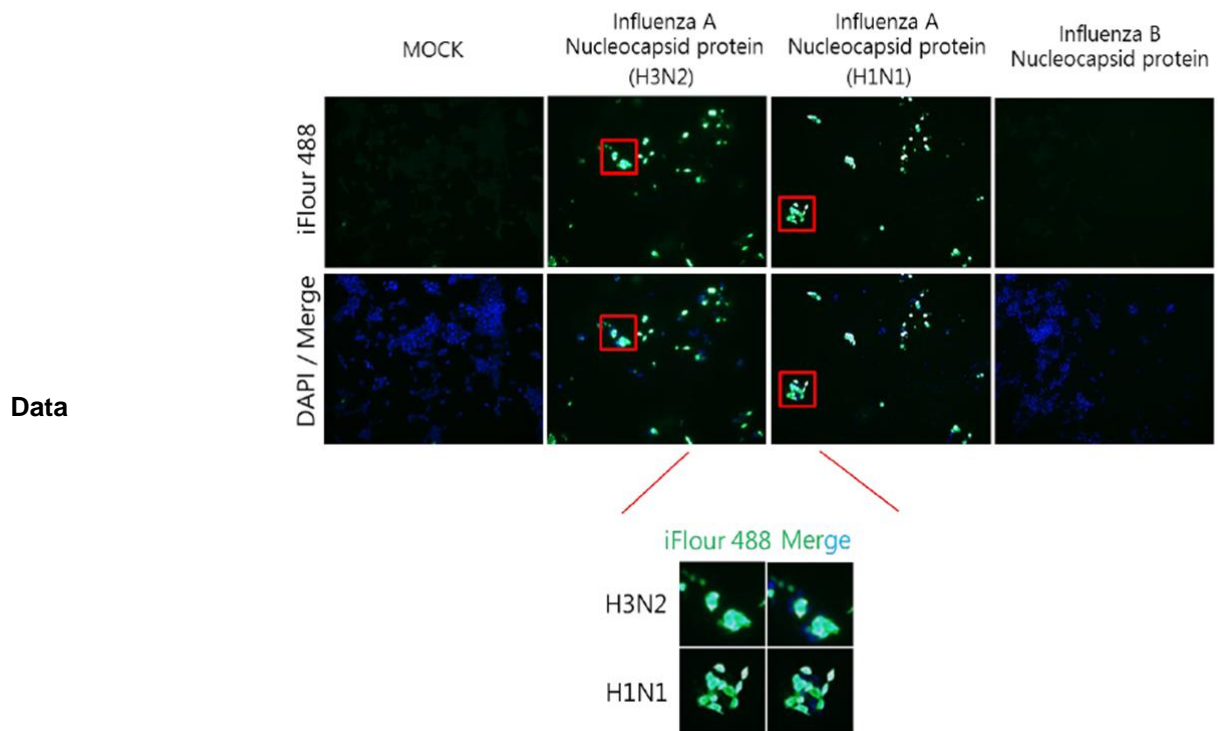 MOCK
Influenza A
Nucleocapsid protein
(H3N2)
Influenza A
Nucleocapsid protein
(H1N1)
Influenza B
Nucleocapsid protein
iFlour 488
DAPI / Merge
Data
iFlour 488 Merge
H3N2
H1N1